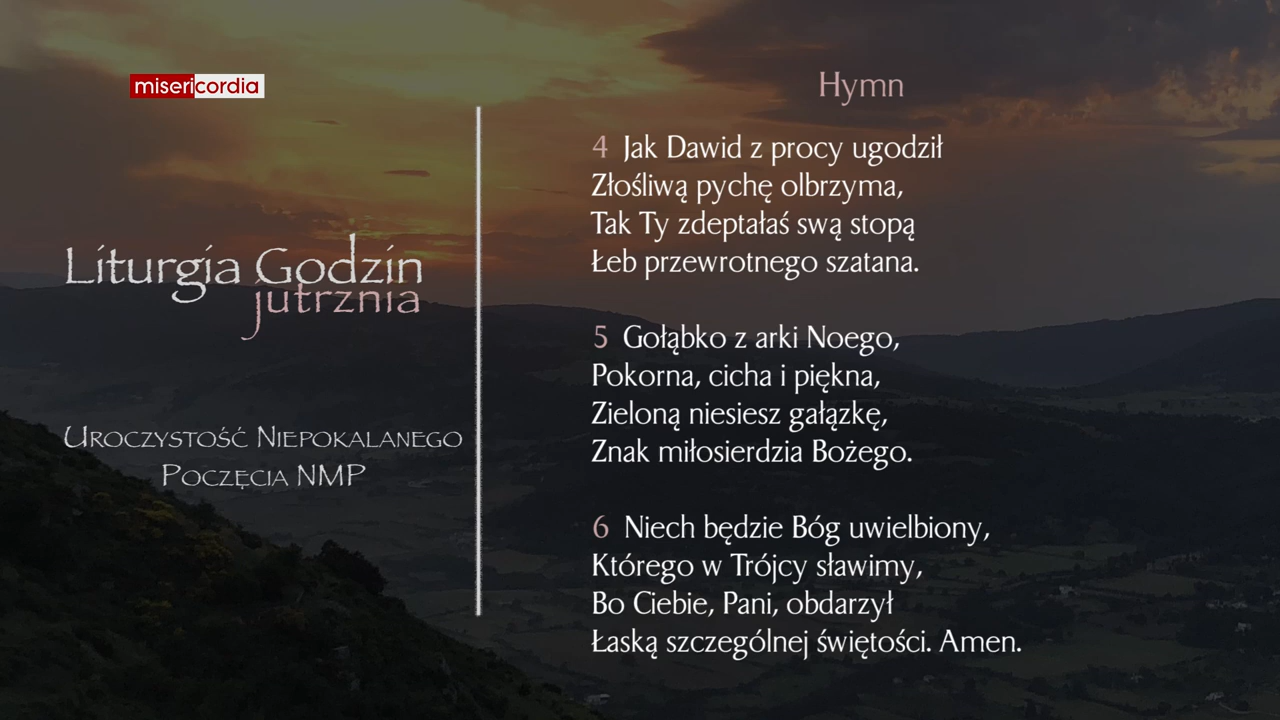 misericordia
Liturgia Godzin
jutrznia
Uroczystość Niepokalanego
Poczęcia NMP
Hymn
4 Jak Dawid z procy ugodził
Złośliwą pychę olbrzyma,
Tak Ty zdeptałaś swą stopą
Łeb przewrotnego szatana.
5 Gołąbko z arki Noego,
Pokorna, cicha i piękna,
Zieloną niesiesz gałązkę,
Znak miłosierdzia Bożego.
6 Niech będzie Bóg uwielbiony,
Którego w Trójcy sławimy,
Bo Ciebie, Pani, obdarzył
Łaską szczególnej świętości. Amen.